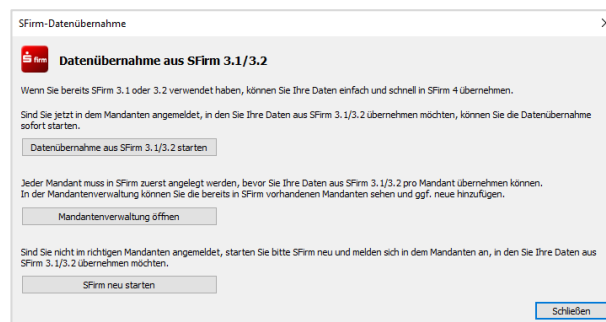 SFirm-Datenübernahme
Ṡ firm
Datenübernahme aus SFirm 3.1/3.2
Wenn Sie bereits SFirm 3.1 oder 3.2 verwendet haben, können Sie Ihre Daten einfach und schnell in SFirm 4 übernehmen.
Sind Sie jetzt in dem Mandanten angemeldet, in den Sie Ihre Daten aus SFirm 3.1/3.2 übernehmen möchten, können Sie die Datenübernahme
sofort starten.
Datenübernahme aus SFirm 3.1/3.2 starten
Jeder Mandant muss in SFirm zuerst angelegt werden, bevor Sie Ihre Daten aus SFirm 3.1/3.2 pro Mandant übernehmen können.
In der Mandantenverwaltung können Sie die bereits in SFirm vorhandenen Mandanten sehen und ggf. neue hinzufügen.
Mandantenverwaltung öffnen
Sind Sie nicht im richtigen Mandanten angemeldet, starten Sie bitte SFirm neu und melden sich in dem Mandanten an, in den Sie Ihre Daten aus
SFirm 3.1/3.2 übernehmen möchten.
SFirm neu starten
Schließen